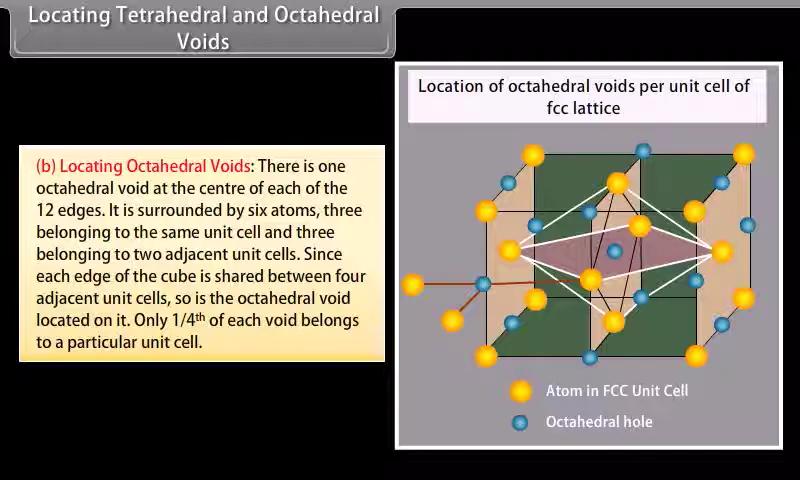 Locating Tetrahedral and Octahedral
Voids
Location of octahedral voids per unit cell of
fcc lattice
(b) Locating Octahedral Voids: There is one
octahedral void at the centre of each of the
12 edges. It is surrounded by six atoms, three
belonging to the same unit cell and three
belonging to two adjacent unit cells. Since
each edge of the cube is shared between four
adjacent unit cells, so is the octahedral void
located on it. Only 1/4th of each void belongs
to a particular unit cell.
Atom in FCC Unit Cell
Octahedral hole